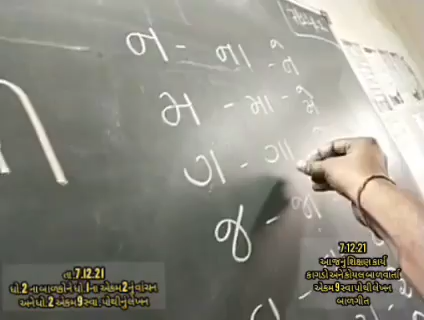 ન - ના - ને
મ - મા - મે
ગ - ગા
જ - જા
તા. 7.12.21
ધો.2 ના બાળકોને ધો.1ના એકમ 2 નું વાંચન
અને ધો.2 એકમ 9 સ્વા. પોથીનું લેખન
7.12.21
આજનું શિક્ષણ કાર્ય
કાગડો અને કોયલ બાળવાર્તા
એકમ 9 સ્વા પોથી લેખન
બાળગીત